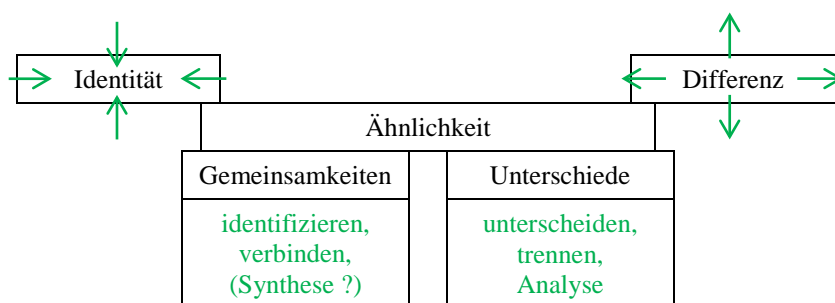 Identität
Differenz
Ähnlichkeit
Gemeinsamkeiten
Unterschiede
identifizieren,
verbinden,
(Synthese ?)
unterscheiden,
trennen,
Analyse